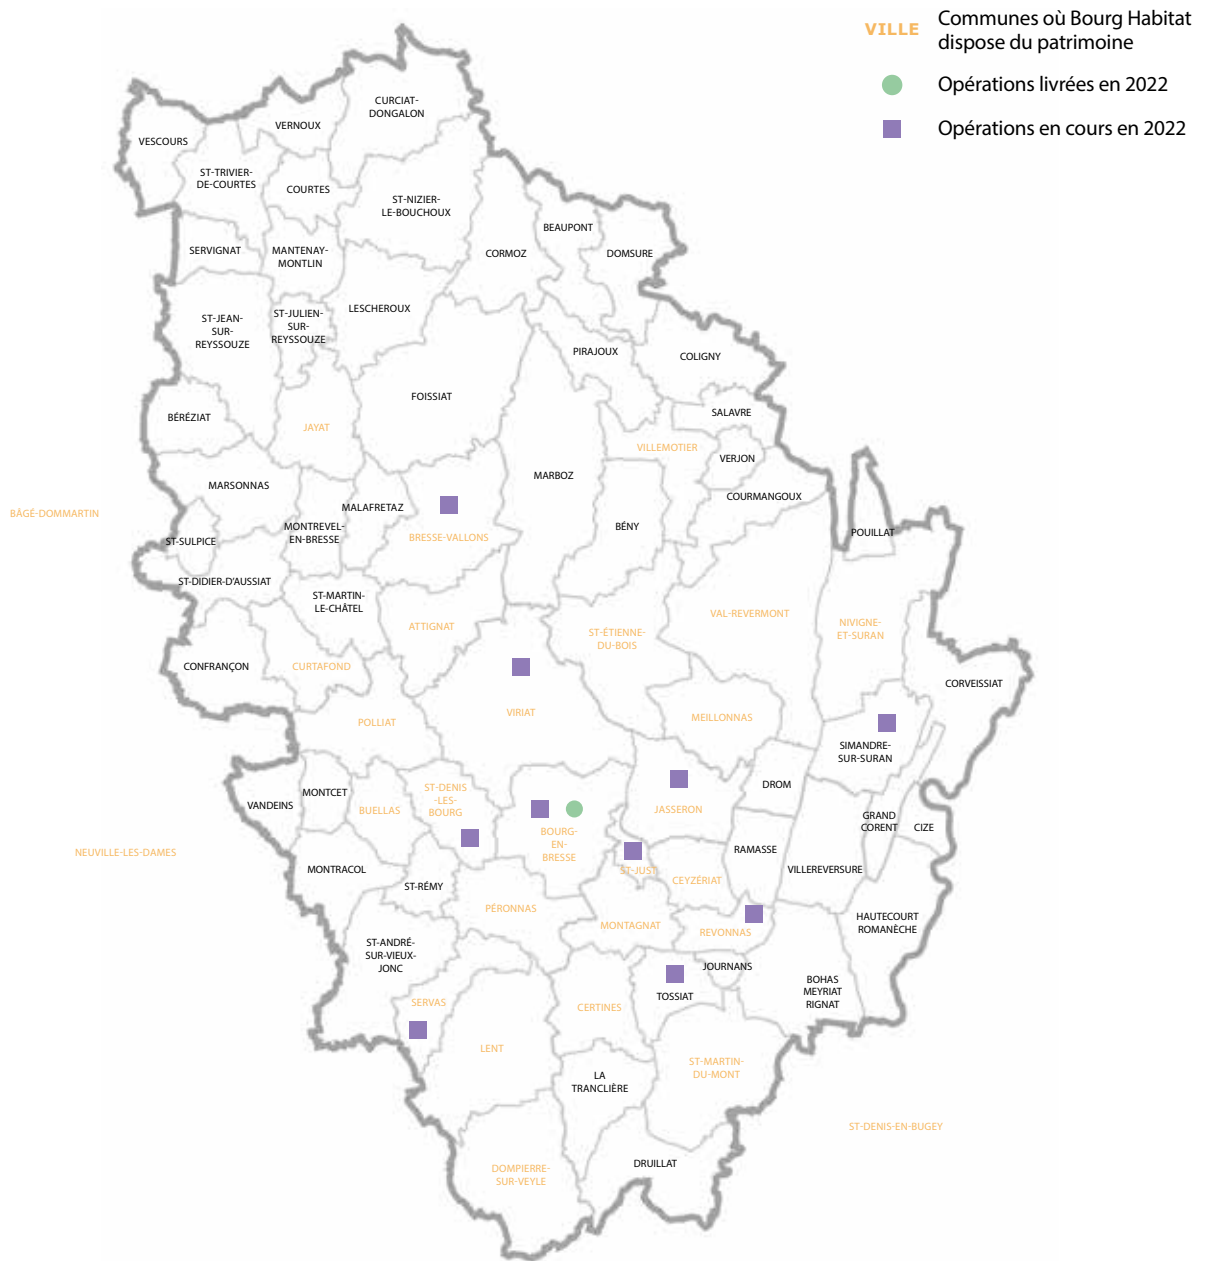 VILLE
Communes où Bourg Habitat
dispose du patrimoine
Opérations livrées en 2022
Opérations en cours en 2022
CURCIAT-
DONGALON
VERNOUX
VESCOURS
ST-TRIVIER-
DE-COURTES
COURTES
ST-NIZIER-
LE-BOUCHOUX
BEAUPONT
SERVIGNAT
MANTENAY-
MONTLIN
CORMOZ
DOMSURE
LESCHEROUX
ST-JEAN-
SUR-
REYSSOUZE
ST-JULIEN-
SUR-
REYSSOUZE
PIRAJOUX
COLIGNY
FOISSIAT
BÉRÉZIAT
JAYAT
SALAVRE
VILLEMOTIER
VERJON
MARBOZ
MARSONNAS
COURMANGOUX
MALAFRETAZ
BÂGÉ-DOMMARTIN
MONTREVEL-
EN-BRESSE
BÉNY
BRESSE-VALLONS
POUILLAT
ST-SULPICE
ST-DIDIER-D'AUSSIAT
ST-MARTIN-
LE-CHÂTEL
ATTIGNAT
ST-ÉTIENNE-
DU-BOIS
VAL-REVERMONT
NIVIGNE-
ET-SURAN
CONFRANÇON
CURTAFOND
CORVEISSIAT
POLLIAT
VIRIAT
MEILLONNAS
SIMANDRE-
SUR-SURAN
DROM
MONTCET
VANDEINS
BUELLAS
ST-DENIS
-LES-
BOURG
BOURG-
EN-
BRESSE
JASSERON
GRAND
CORENT
CIZE
NEUVILLE-LES-DAMES
RAMASSE
MONTRACOL
ST-RÉMY
ST-JUST
CEYZÉRIAT
VILLEREVERSURE
PÉRONNAS
MONTAGNAT
REVONNAS
HAUTECOURT
ROMANÈCHE
ST-ANDRÉ-
SUR-VIEUX-
JONC
JOURNANS
TOSSIAT
BOHAS
MEYRIAT
RIGNAT
SERVAS
CERTINES
LENT
ST-MARTIN-
DU-MONT
LA
TRANCLIÈRE
ST-DENIS-EN-BUGEY
DOMPIERRE-
SUR-VEYLE
DRUILLAT